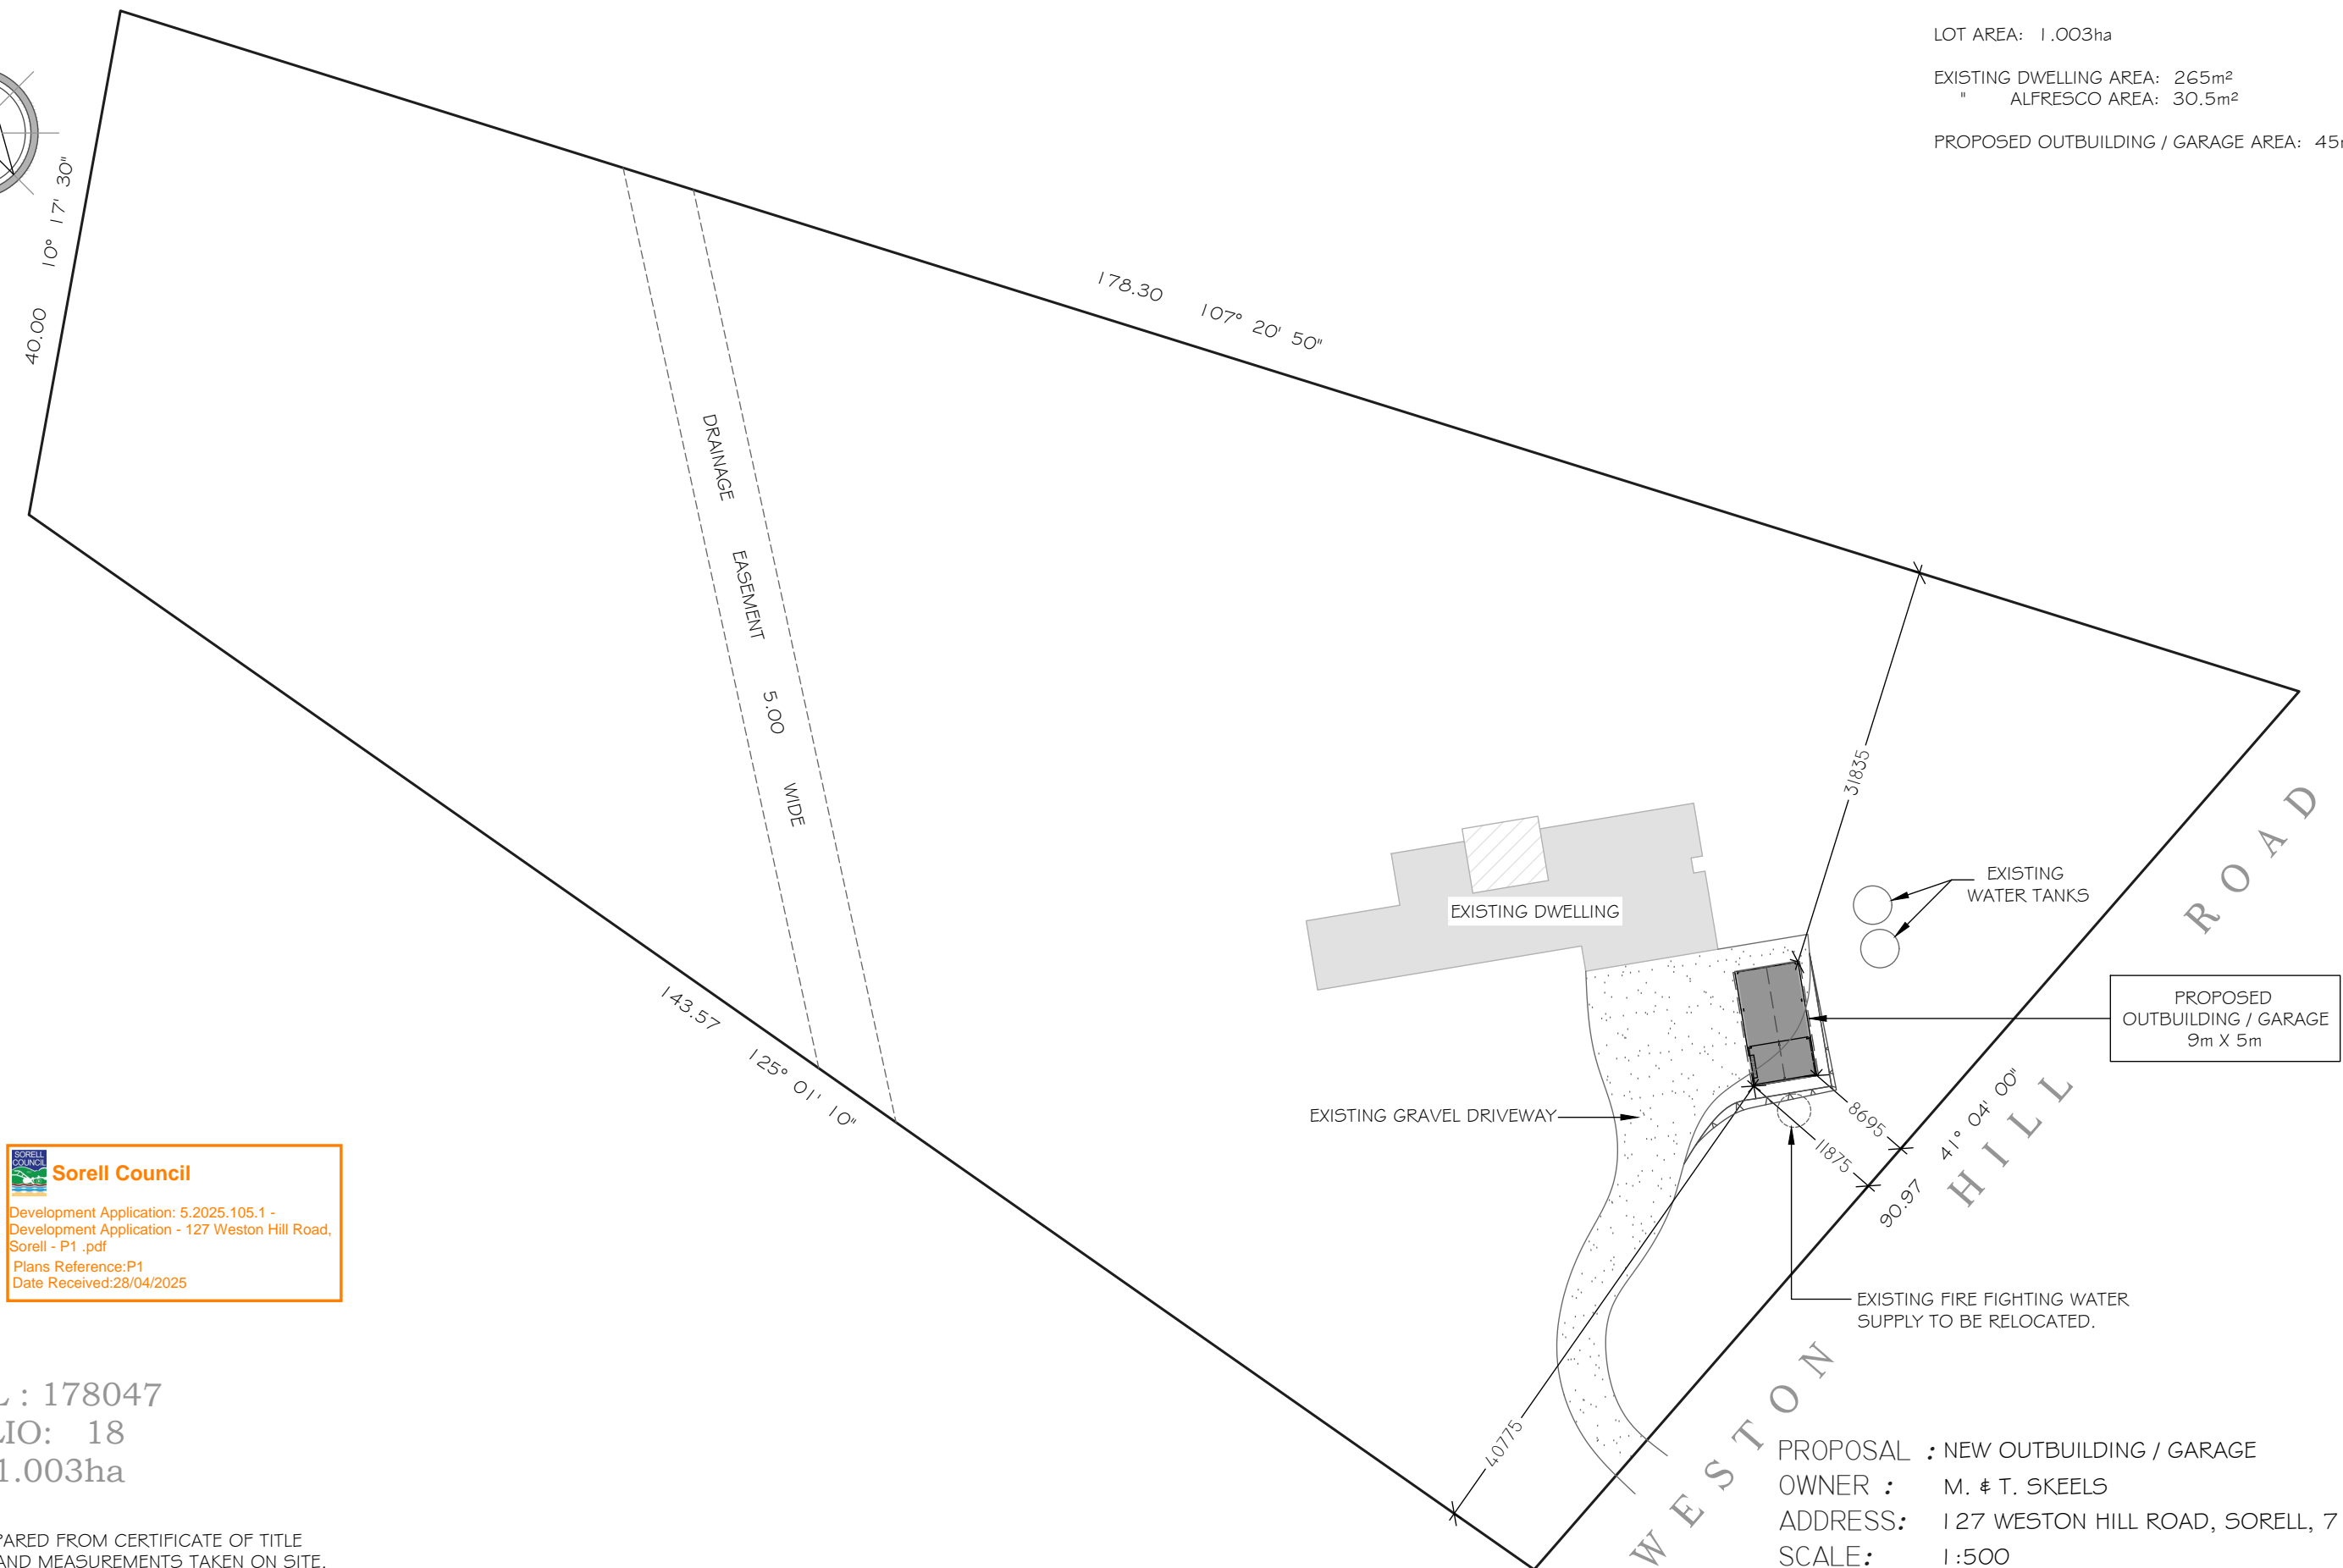 LOT AREA: 1.003ha
EXISTING DWELLING AREA: 265m²
" ALFRESCO AREA: 30.5m²
PROPOSED OUTBUILDING / GARAGE AREA: 45
40.00 10° 17' 30"
178.30 107° 20' 50"
DRAINAGE EASEMENT 5.00 WIDE
143.57 125° 01' 10"
31835
EXISTING DWELLING
EXISTING
WATER TANKS
PROPOSED
OUTBUILDING / GARAGE
9m X 5m
EXISTING GRAVEL DRIVEWAY
8695
11875
90.97 41° 04' 00"
WESTON HILL ROAD
EXISTING FIRE FIGHTING WATER
SUPPLY TO BE RELOCATED.
40775
SORELL
COUNCIL
Sorell Council
Development Application: 5.2025.105.1 -
Development Application - 127 Weston Hill Road,
Sorell - P1 .pdf
Plans Reference:P1
Date Received:28/04/2025
: 178047
LIO: 18
1.003ha
PARED FROM CERTIFICATE OF TITLE
AND MEASUREMENTS TAKEN ON SITE.
PROPOSAL : NEW OUTBUILDING / GARAGE
OWNER : M. & T. SKEELS
ADDRESS: 127 WESTON HILL ROAD, SORELL, 7
SCALE: 1:500